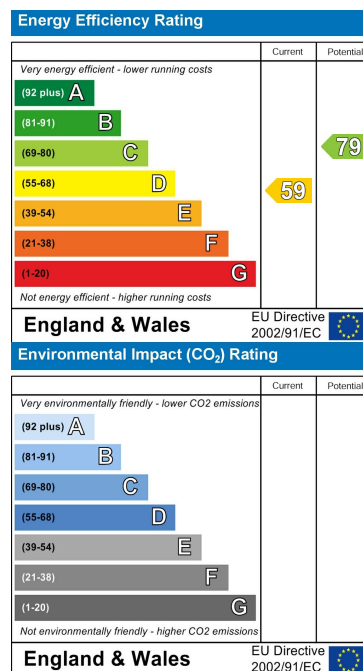 Energy Efficiency Rating
Current Potential
Very energy efficient - lower running costs
(92 plus) A
(81-91) B
(69-80) C
(55-68) D
(39-54) E
(21-38) F
(1-20) G
59
79
Not energy efficient - higher running costs
England & Wales
EU Directive
2002/91/EC
Environmental Impact (CO₂) Rating
Current Potential
Very environmentally friendly - lower CO2 emissions
(92 plus) A
(81-91) B
(69-80) C
(55-68) D
(39-54) E
(21-38) F
(1-20) G
Not environmentally friendly - higher CO2 emissions
England & Wales
EU Directive
2002/91/EC